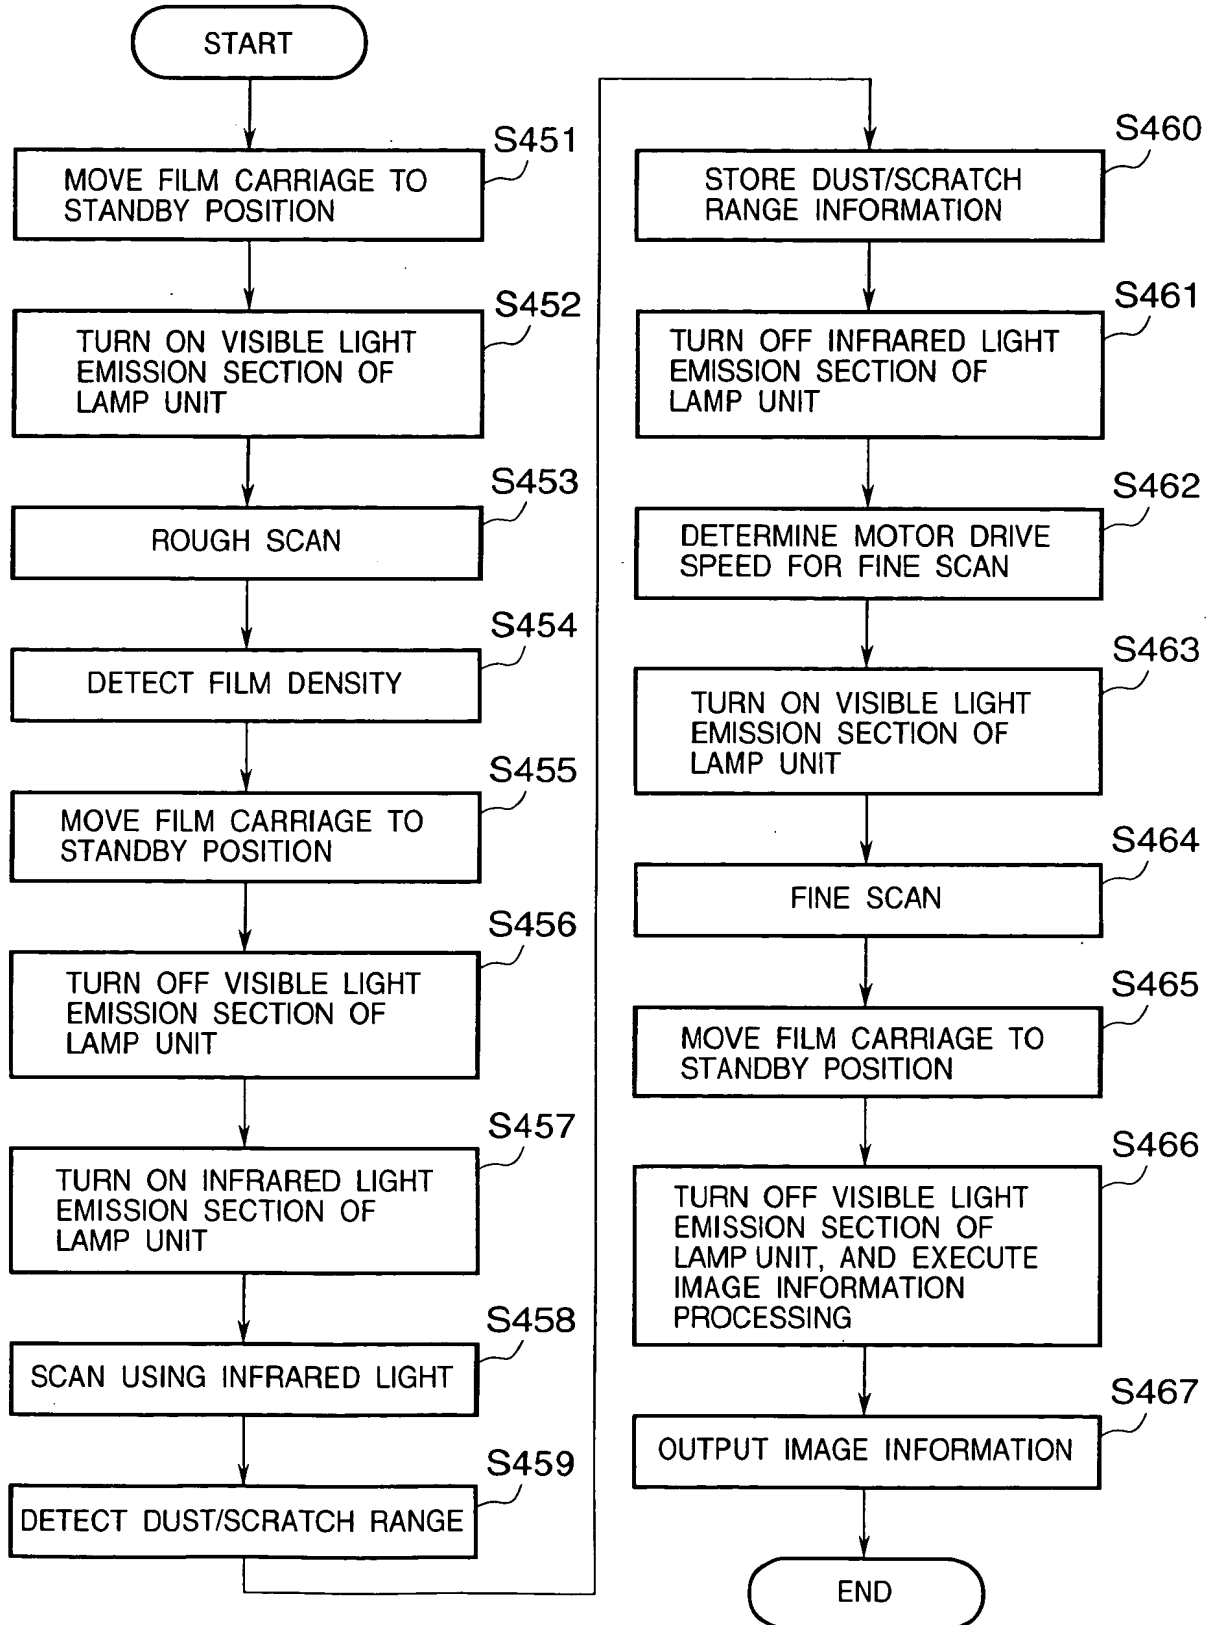 START
S451
MOVE FILM CARRIAGE TO
STANDBY POSITION
S452
TURN ON VISIBLE LIGHT
EMISSION SECTION OF
LAMP UNIT
S453
ROUGH SCAN
S454
DETECT FILM DENSITY
S455
MOVE FILM CARRIAGE TO
STANDBY POSITION
S456
TURN OFF VISIBLE LIGHT
EMISSION SECTION OF
LAMP UNIT
S457
TURN ON INFRARED LIGHT
EMISSION SECTION OF
LAMP UNIT
S458
SCAN USING INFRARED LIGHT
S459
DETECT DUST/SCRATCH RANGE
S460
STORE DUST/SCRATCH
RANGE INFORMATION
S461
TURN OFF INFRARED LIGHT
EMISSION SECTION OF
LAMP UNIT
S462
DETERMINE MOTOR DRIVE
SPEED FOR FINE SCAN
S463
TURN ON VISIBLE LIGHT
EMISSION SECTION OF
LAMP UNIT
S464
FINE SCAN
S465
MOVE FILM CARRIAGE TO
STANDBY POSITION
S466
TURN OFF VISIBLE LIGHT
EMISSION SECTION OF
LAMP UNIT, AND EXECUTE
IMAGE INFORMATION
PROCESSING
S467
OUTPUT IMAGE INFORMATION
END